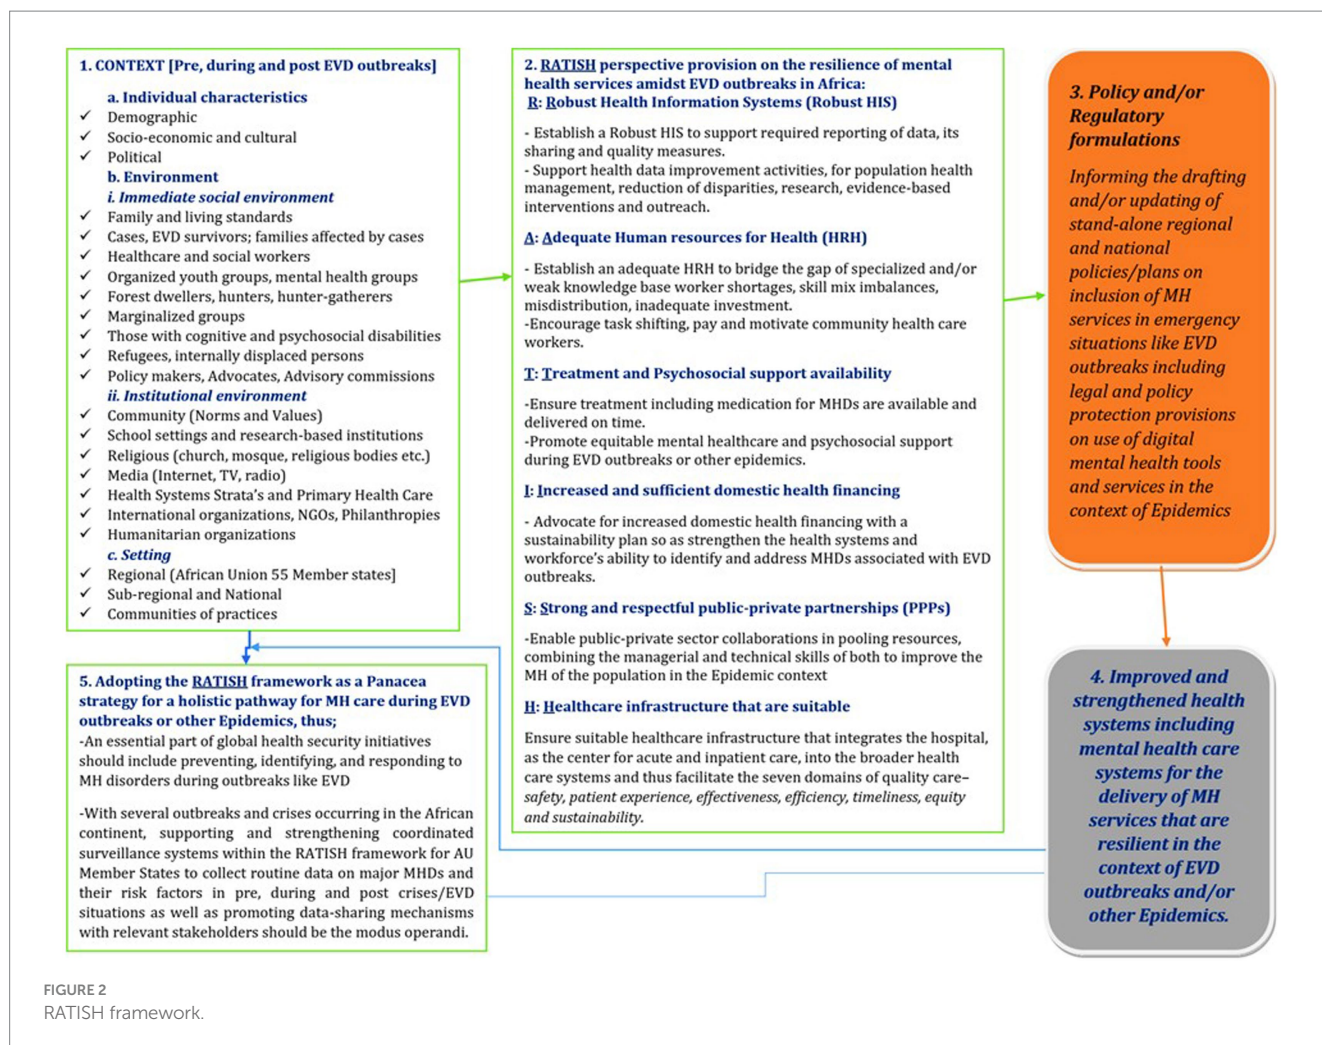 1. CONTEXT [Pre, during and post EVD outbreaks]
a. Individual characteristics
✓ Demographic
✓ Socio-economic and cultural
✓ Political
b. Environment
i. Immediate social environment
✓ Family and living standards
✓ Cases, EVD survivors; families affected by cases
✓ Healthcare and social workers
✓ Organized youth groups, mental health groups
✓ Forest dwellers, hunters, hunter-gatherers
✓ Marginalized groups
✓ Those with cognitive and psychosocial disabilities
✓ Refugees, internally displaced persons
✓ Policy makers, Advocates, Advisory commissions
ii. Institutional environment
✓ Community (Norms and Values)
✓ School settings and research-based institutions
✓ Religious (church, mosque, religious bodies etc.)
✓ Media (Internet, TV, radio)
✓ Health Systems Strata's and Primary Health Care
✓ International organizations, NGOs, Philanthropies
✓ Humanitarian organizations
c. Setting
✓ Regional (African Union 55 Member states]
✓ Sub-regional and National
✓ Communities of practices
2. RATISH perspective provision on the resilience of mental
health services amidst EVD outbreaks in Africa:
R: Robust Health Information Systems (Robust HIS)
- Establish a Robust HIS to support required reporting of data, its
sharing and quality measures.
- Support health data improvement activities, for population health
management, reduction of disparities, research, evidence-based
interventions and outreach.
A: Adequate Human resources for Health (HRH)
- Establish an adequate HRH to bridge the gap of specialized and/or
weak knowledge base worker shortages, skill mix imbalances,
misdistribution, inadequate investment.
-Encourage task shifting, pay and motivate community health care
workers.
T: Treatment and Psychosocial support availability
-Ensure treatment including medication for MHDs are available and
delivered on time.
-Promote equitable mental healthcare and psychosocial support
during EVD outbreaks or other epidemics.
I: Increased and sufficient domestic health financing
- Advocate for increased domestic health financing with a
sustainability plan so as strengthen the health systems and
workforce's ability to identify and address MHDs associated with EVD
outbreaks.
S: Strong and respectful public-private partnerships (PPPs)
-Enable public-private sector collaborations in pooling resources,
combining the managerial and technical skills of both to improve the
MH of the population in the Epidemic context
H: Healthcare infrastructure that are suitable
Ensure suitable healthcare infrastructure that integrates the hospital,
as the center for acute and inpatient care, into the broader health
care systems and thus facilitate the seven domains of quality care–
safety, patient experience, effectiveness, efficiency, timeliness, equity
and sustainability.
3. Policy and/or
Regulatory
formulations
Informing the drafting
and/or updating of
stand-alone regional
and national
policies/plans on
inclusion of MH
services in emergency
situations like EVD
outbreaks including
legal and policy
protection provisions
on use of digital
mental health tools
and services in the
context of Epidemics
4. Improved and
strengthened health
systems including
mental health care
systems for the
delivery of MH
services that are
resilient in the
context of EVD
outbreaks and/or
other Epidemics.
5. Adopting the RATISH framework as a Panacea
strategy for a holistic pathway for MH care during EVD
outbreaks or other Epidemics, thus;
-An essential part of global health security initiatives
should include preventing, identifying, and responding to
MH disorders during outbreaks like EVD
-With several outbreaks and crises occurring in the African
continent, supporting and strengthening coordinated
surveillance systems within the RATISH framework for AU
Member States to collect routine data on major MHDs and
their risk factors in pre, during and post crises/EVD
situations as well as promoting data-sharing mechanisms
with relevant stakeholders should be the modus operandi.
FIGURE 2
RATISH framework.